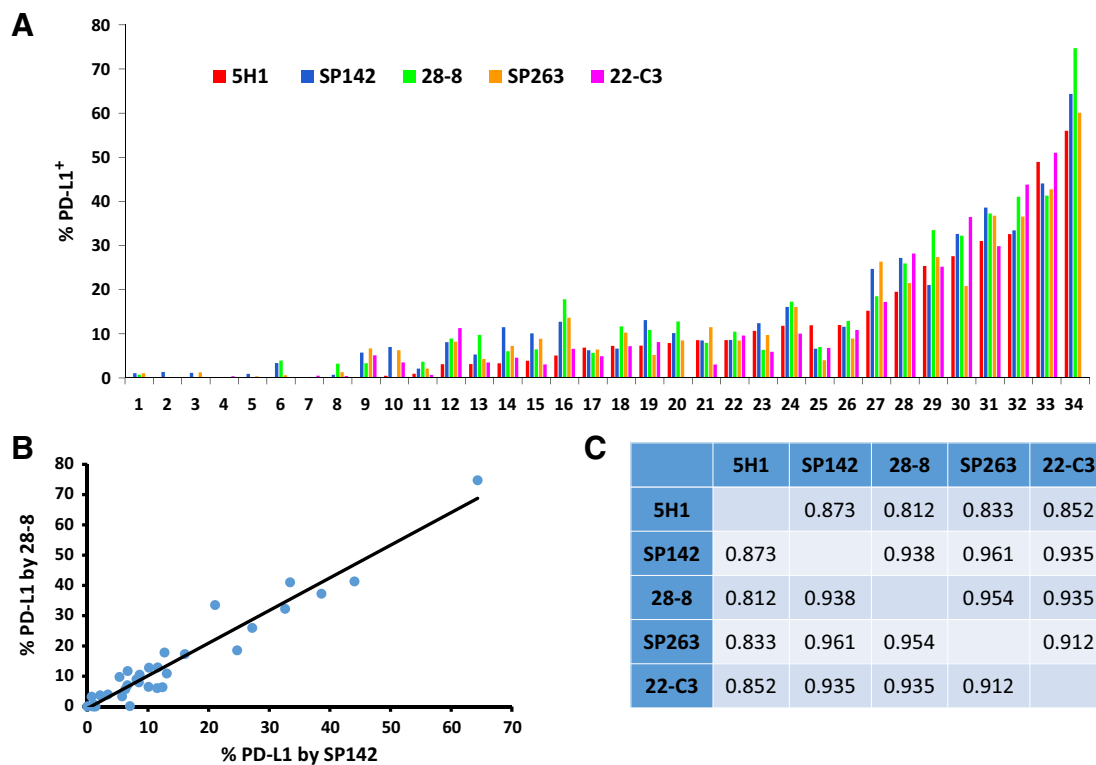 A
80
70
60
50
40
30
20
10
0
% PD-L1+
5H1 SP142 28-8 SP263 22-C3
1 2 3 4 5 6 7 8 9 10 11 12 13 14 15 16 17 18 19 20 21 22 23 24 25 26 27 28 29 30 31 32 33 34
B
80
70
60
50
40
30
20
10
0
% PD-L1 by 28-8
0 10 20 30 40 50 60 70
% PD-L1 by SP142
C
5H1 SP142 28-8 SP263 22-C3
5H1 0.873 0.812 0.833 0.852
SP142 0.873 0.938 0.961 0.935
28-8 0.812 0.938 0.954 0.935
SP263 0.833 0.961 0.954 0.912
22-C3 0.852 0.935 0.935 0.912